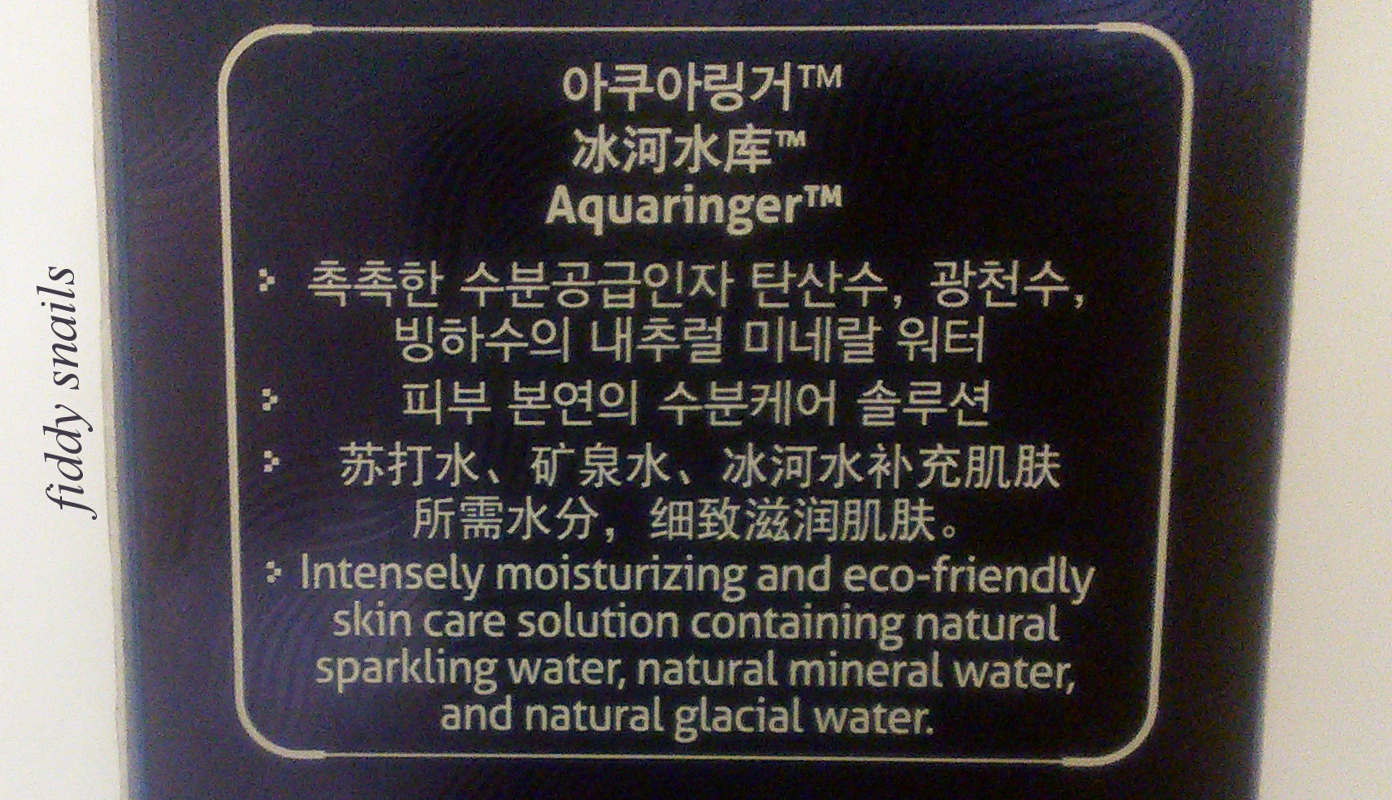 아쿠아링거™
冰河水库™
Aquaringer™
촉촉한 수분공급인자 탄산수, 광천수,
빙하수의 내추럴 미네랄 워터
피부 본연의 수분케어 솔루션
苏打水、矿泉水、冰河水补充肌肤
所需水分，细致滋润肌肤。
Intensely moisturizing and eco-friendly
skin care solution containing natural
sparkling water, natural mineral water,
and natural glacial water.
fiddy snails